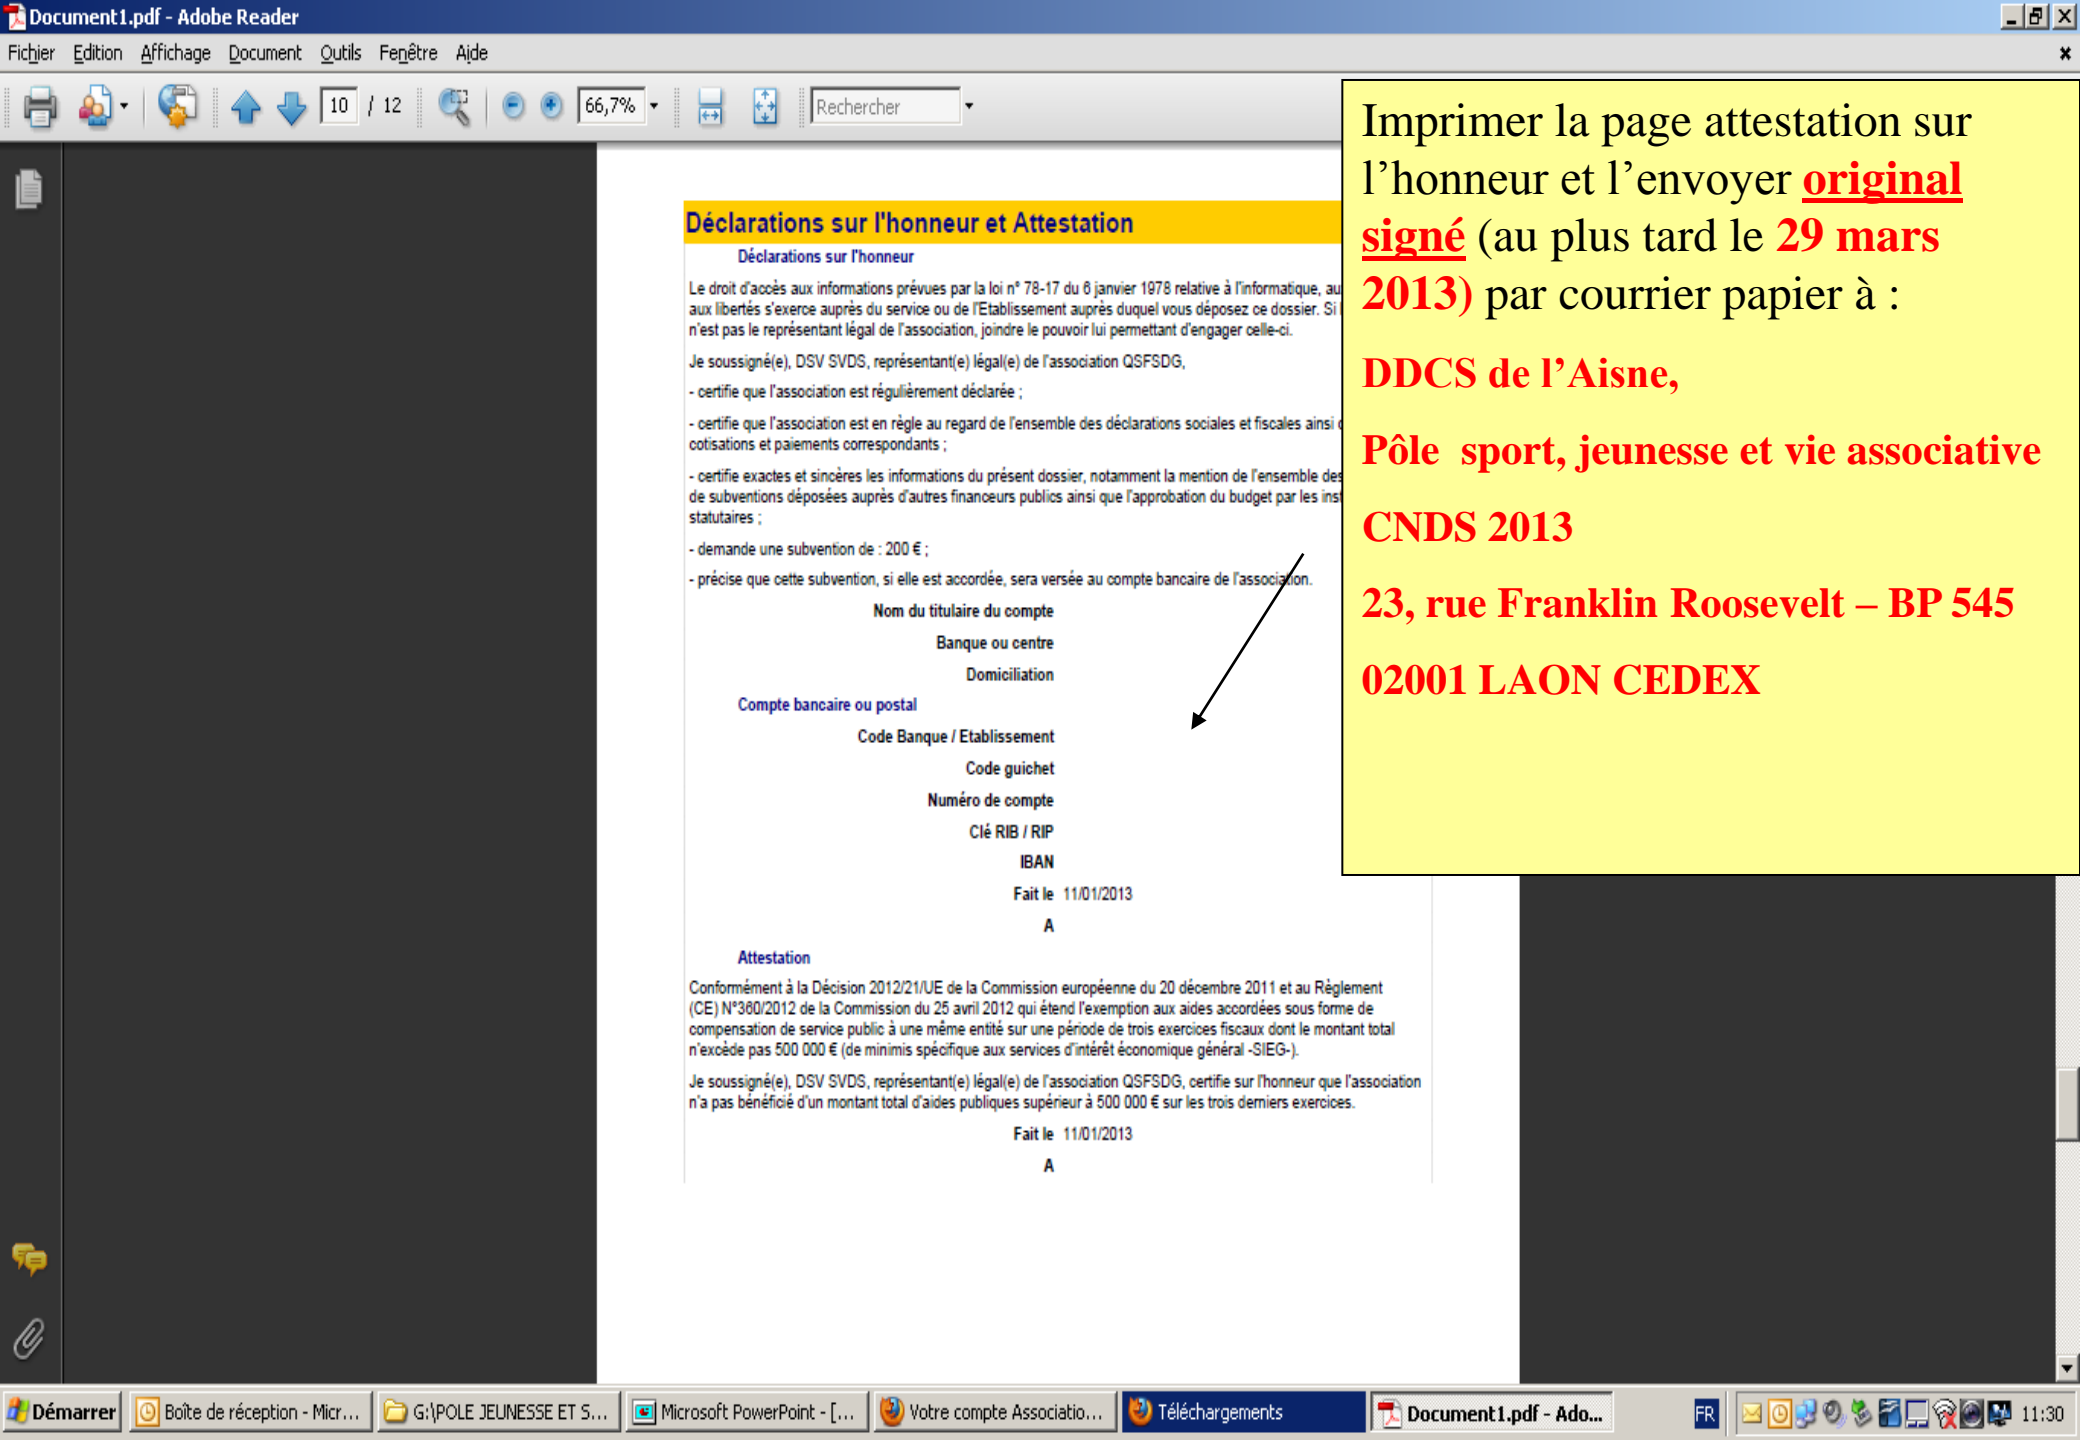 Document1.pdf - Adobe Reader
Fichier Edition Affichage Document Outils Fenêtre Aide
10 / 12 66,7% Rechercher
Imprimer la page attestation sur
l’honneur et l’envoyer original
signé (au plus tard le 29 mars
2013) par courrier papier à :
DDCS de l’Aisne,
Pôle sport, jeunesse et vie associative
CNDS 2013
23, rue Franklin Roosevelt – BP 545
02001 LAON CEDEX
Déclarations sur l'honneur et Attestation
Déclarations sur l'honneur
Le droit d'accès aux informations prévues par la loi n° 78-17 du 6 janvier 1978 relative à l'informatique, au
aux libertés s'exerce auprès du service ou de l'Etablissement auprès duquel vous déposez ce dossier. Si
n'est pas le représentant légal de l'association, joindre le pouvoir lui permettant d'engager celle-ci.
Je soussigné(e), DSV SVDS, représentant(e) légal(e) de l'association QSFSDG,
- certifie que l'association est régulièrement déclarée ;
- certifie que l'association est en règle au regard de l'ensemble des déclarations sociales et fiscales ainsi
cotisations et paiements correspondants ;
- certifie exactes et sincères les informations du présent dossier, notamment la mention de l'ensemble des
de subventions déposées auprès d'autres financeurs publics ainsi que l'approbation du budget par les inst
statutaires ;
- demande une subvention de : 200 € ;
- précise que cette subvention, si elle est accordée, sera versée au compte bancaire de l'association.
Nom du titulaire du compte
Banque ou centre
Domiciliation
Compte bancaire ou postal
Code Banque / Etablissement
Code guichet
Numéro de compte
Clé RIB / RIP
IBAN
Fait le 11/01/2013
A
Attestation
Conformément à la Décision 2012/21/UE de la Commission européenne du 20 décembre 2011 et au Règlement
(CE) N°360/2012 de la Commission du 25 avril 2012 qui étend l'exemption aux aides accordées sous forme de
compensation de service public à une même entité sur une période de trois exercices fiscaux dont le montant total
n'excède pas 500 000 € (de minimis spécifique aux services d'intérêt économique général -SIEG-).
Je soussigné(e), DSV SVDS, représentant(e) légal(e) de l'association QSFSDG, certifie sur l'honneur que l'association
n'a pas bénéficié d'un montant total d'aides publiques supérieur à 500 000 € sur les trois derniers exercices.
Fait le 11/01/2013
A
Démarrer Boîte de réception - Micr... G:\POLE JEUNESSE ET S... Microsoft PowerPoint - [... Votre compte Associatio... Téléchargements Document1.pdf - Ado... FR 11:30